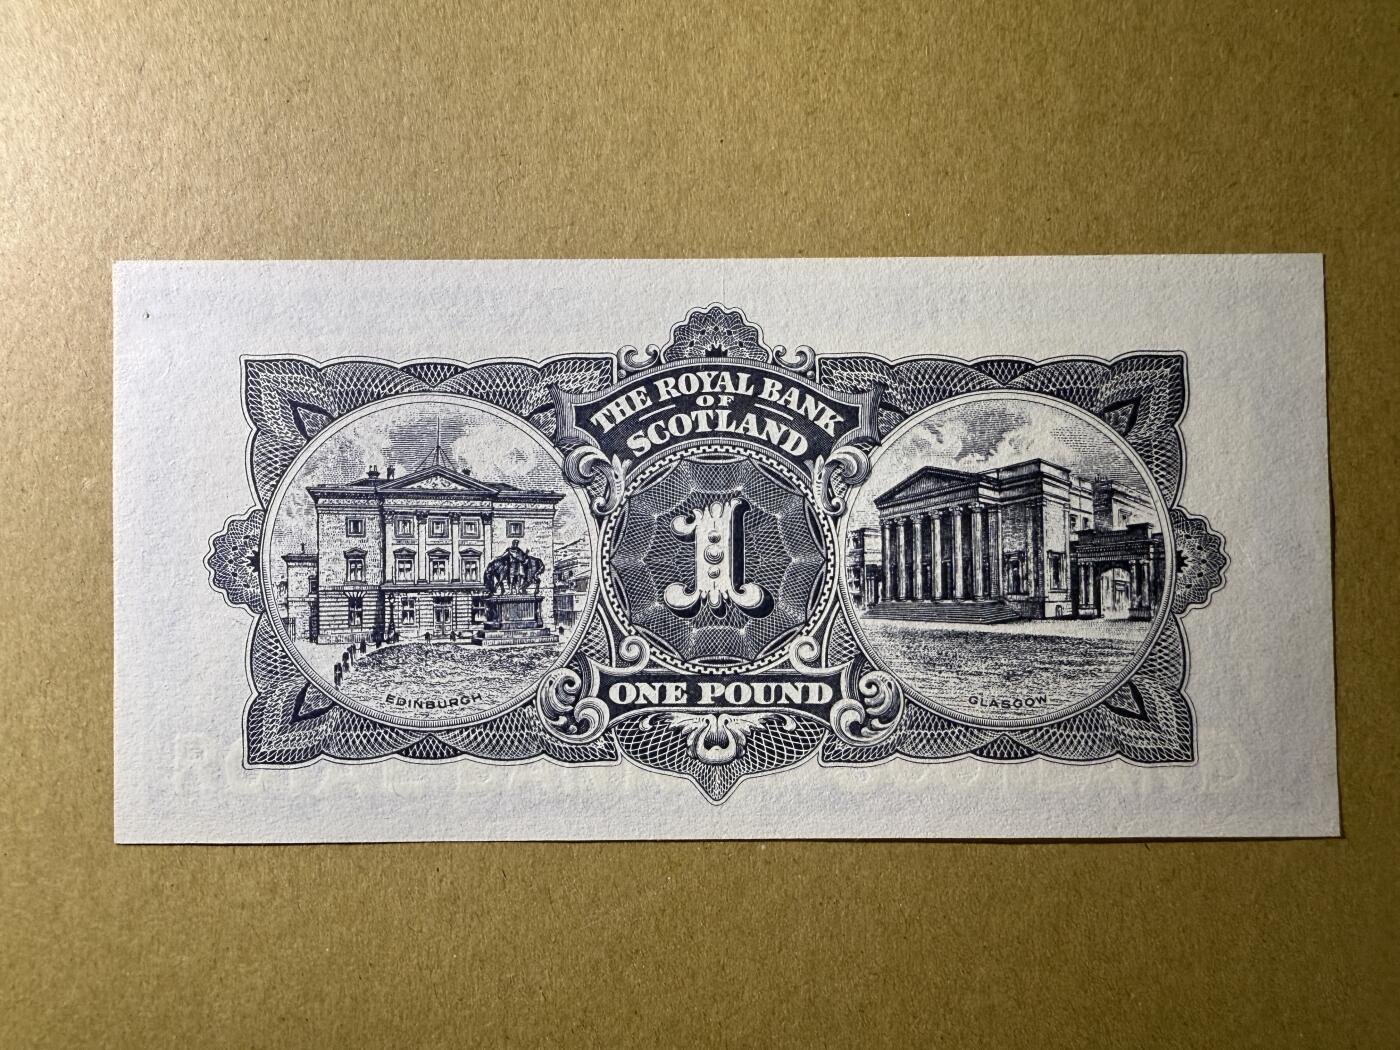 THE ROYAL BANK
OF
SCOTLAND
1
ONE POUND
EDINBURGH
GLASGOW